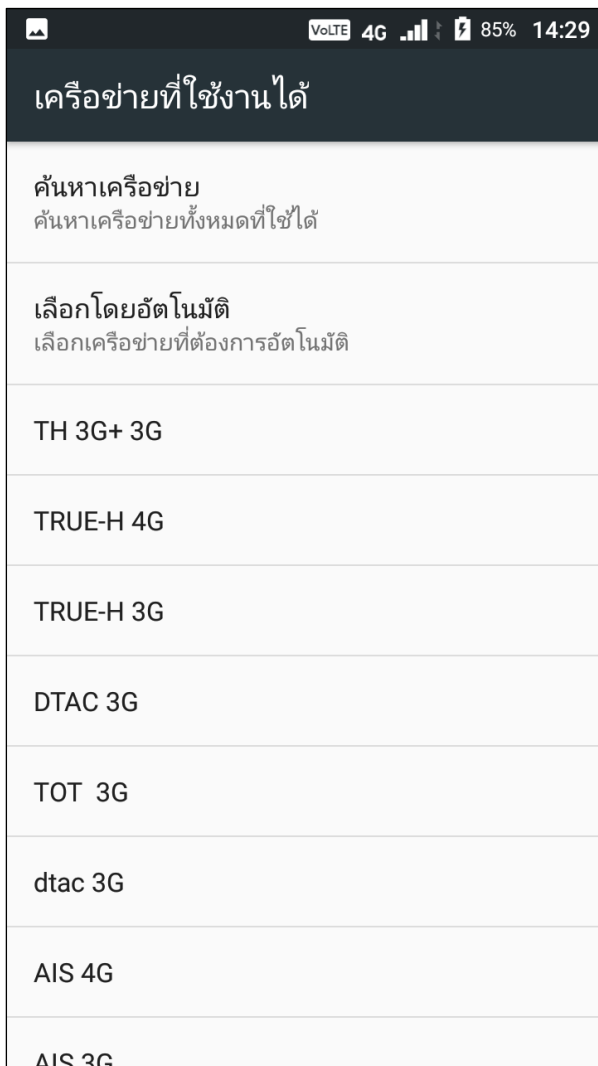 VoLTE 4G 85% 14:29
เครือข่ายที่ใช้งานได้
ค้นหาเครือข่าย
ค้นหาเครือข่ายทั้งหมดที่ใช้ได้
เลือกโดยอัตโนมัติ
เลือกเครือข่ายที่ต้องการอัตโนมัติ
TH 3G+ 3G
TRUE-H 4G
TRUE-H 3G
DTAC 3G
TOT  3G
dtac 3G
AIS 4G
AIS 3G